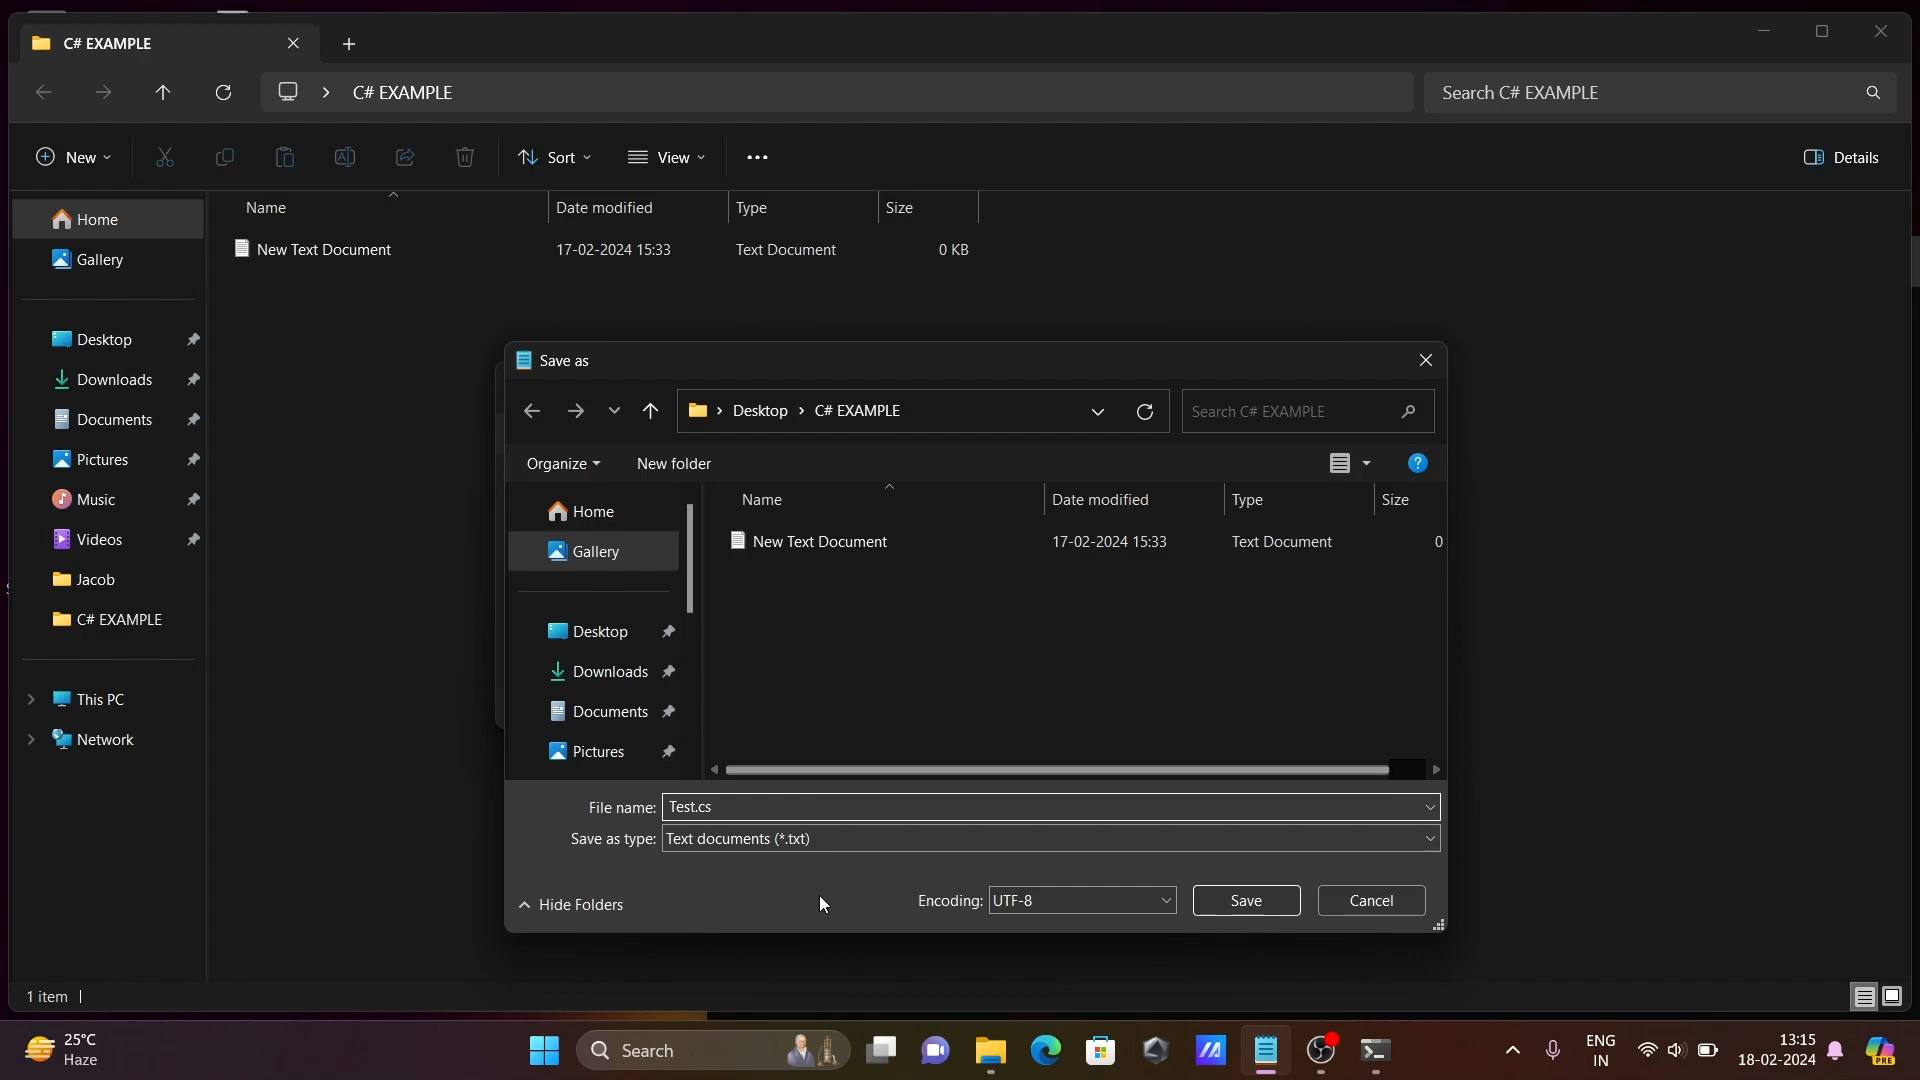 C# EXAMPLE
C# EXAMPLE
Search C# EXAMPLE
New
Sort
View
Details
Name Date modified Type Size
New Text Document 17-02-2024 15:33 Text Document 0 KB
Home
Gallery
Desktop
Downloads
Documents
Pictures
Music
Videos
Jacob
C# EXAMPLE
This PC
Network
Save as
Desktop C# EXAMPLE
Search C# EXAMPLE
Organize New folder
Name Date modified Type Size
New Text Document 17-02-2024 15:33 Text Document 0
Home
Gallery
Desktop
Downloads
Documents
Pictures
File name: Test.cs
Save as type: Text documents (*.txt)
Hide Folders Encoding: UTF-8 Save Cancel
1 item
25°C
Haze
Search
ENG
IN
13:15
18-02-2024
PRE